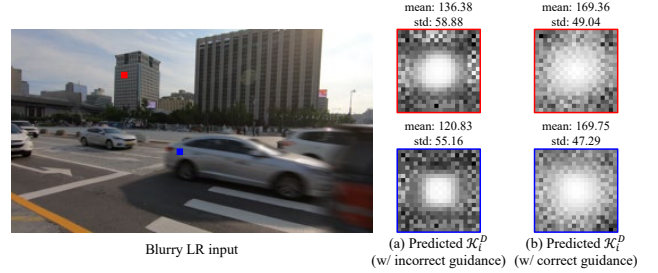 mean: 136.38
std: 58.88
mean: 169.36
std: 49.04
mean: 120.83
std: 55.16
mean: 169.75
std: 47.29
Blurry LR input
(a) Predicted 𝒦ᵢᴰ
(w/ incorrect guidance)
(b) Predicted 𝒦ᵢᴰ
(w/ correct guidance)